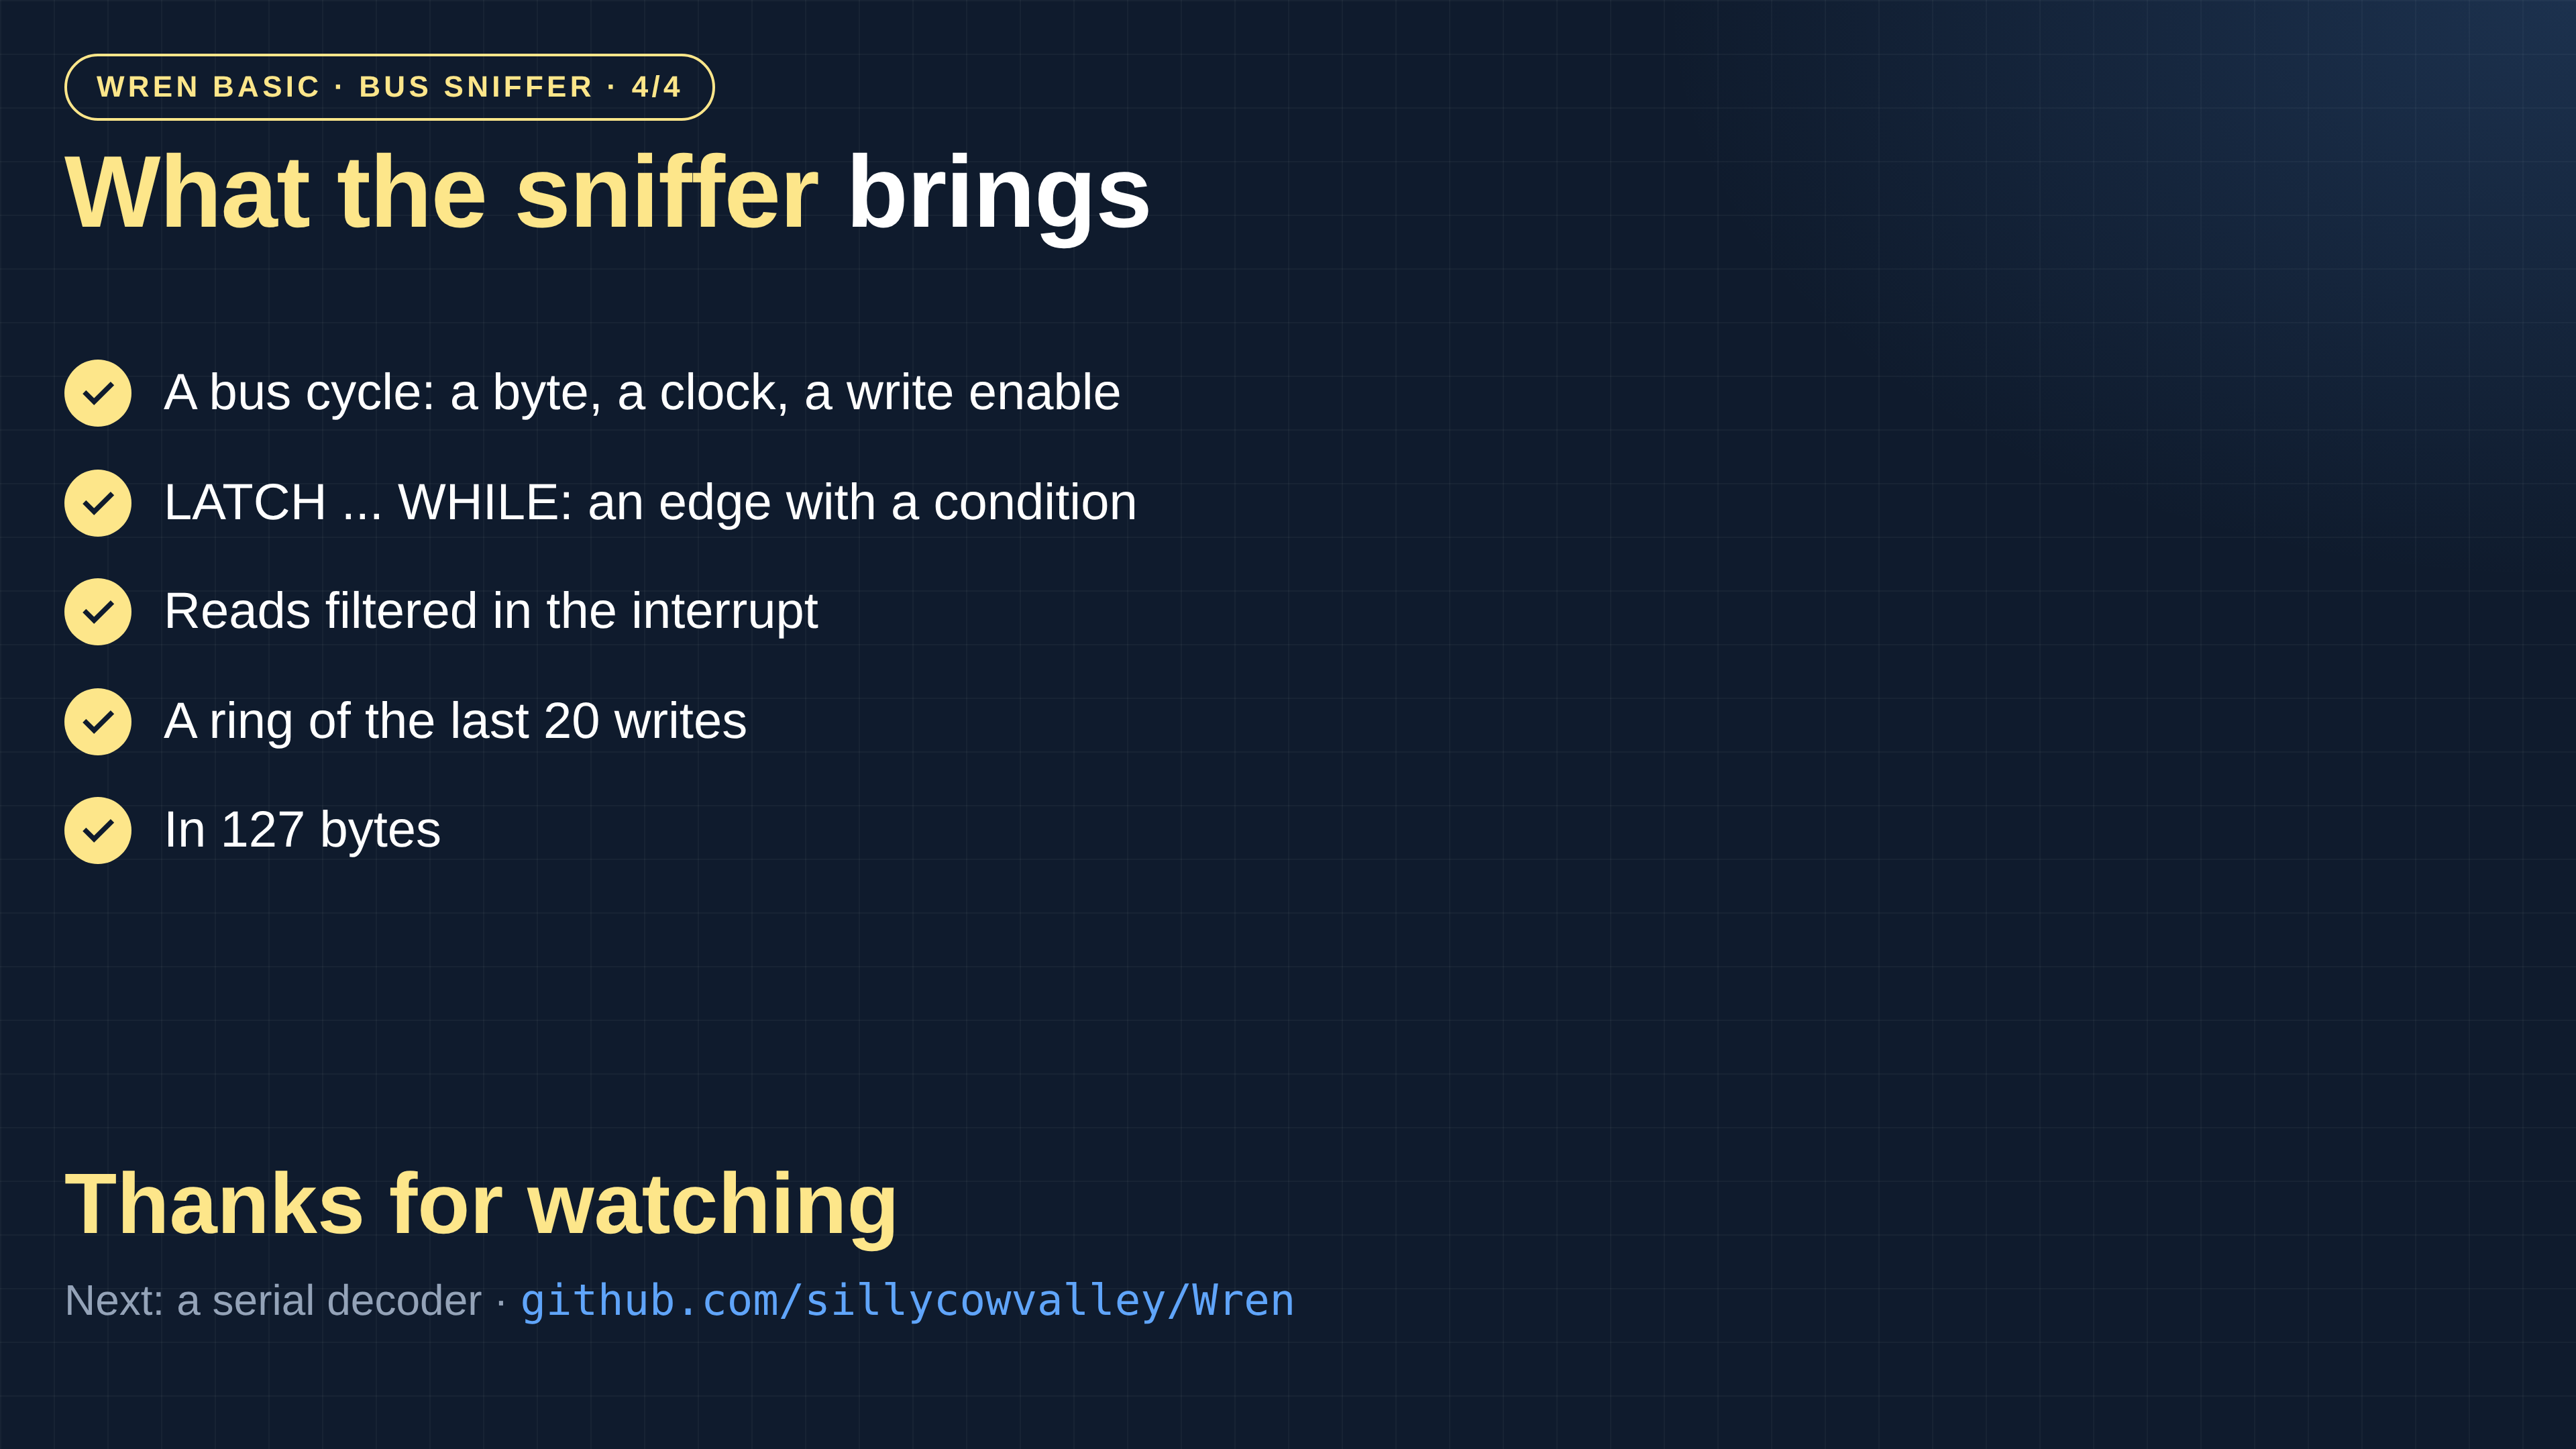 WREN BASIC · BUS SNIFFER · 4/4
What the sniffer brings
A bus cycle: a byte, a clock, a write enable
LATCH ... WHILE: an edge with a condition
Reads filtered in the interrupt
A ring of the last 20 writes
In 127 bytes
Thanks for watching
Next: a serial decoder · github.com/sillycowvalley/Wren